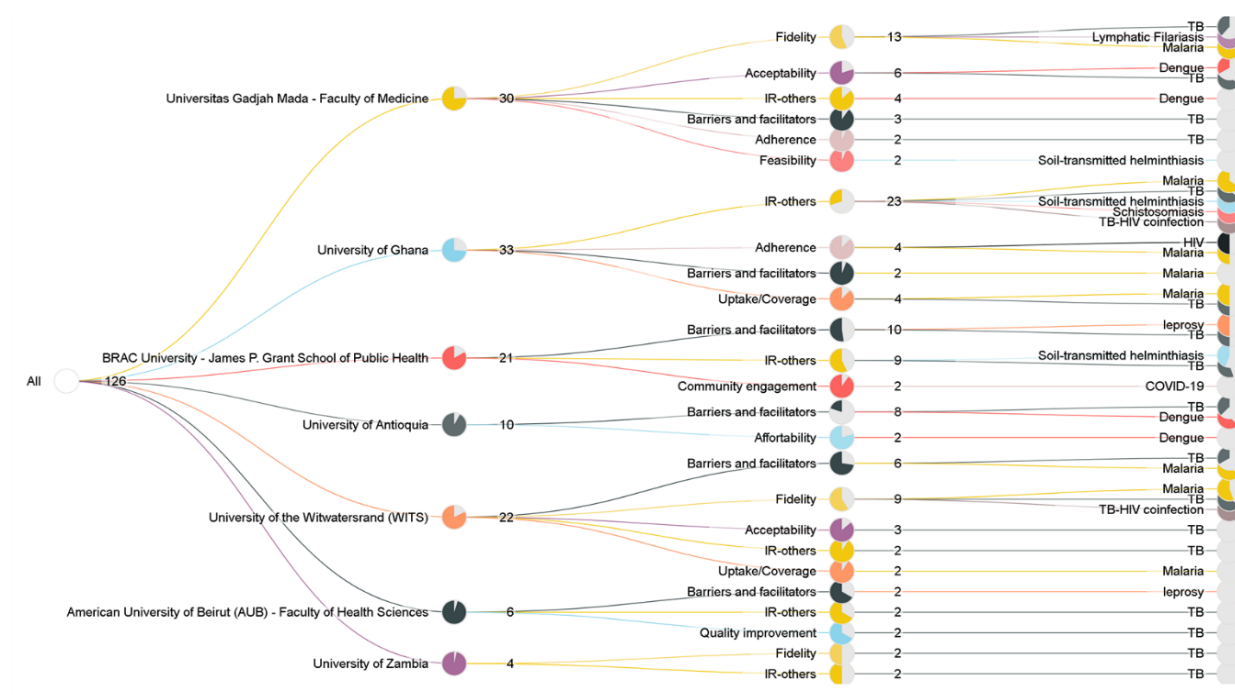 All
126
Universitas Gadjah Mada - Faculty of Medicine
30
Fidelity
13
TB
Lymphatic Filariasis
Malaria
Acceptability
6
Dengue
TB
IR-others
4
Dengue
Barriers and facilitators
3
TB
Adherence
2
TB
Feasibility
2
Soil-transmitted helminthiasis
University of Ghana
33
IR-others
23
Malaria
TB
Soil-transmitted helminthiasis
Schistosomiasis
TB-HIV coinfection
Adherence
4
HIV
Malaria
Barriers and facilitators
2
Malaria
Uptake/Coverage
4
Malaria
TB
BRAC University - James P. Grant School of Public Health
21
Barriers and facilitators
10
leprosy
TB
IR-others
9
Soil-transmitted helminthiasis
TB
Community engagement
2
COVID-19
University of Antioquia
10
Barriers and facilitators
8
TB
Dengue
Affortability
2
Dengue
University of the Witwatersrand (WITS)
22
Barriers and facilitators
6
TB
Malaria
Fidelity
9
Malaria
TB
TB-HIV coinfection
Acceptability
3
TB
IR-others
2
TB
Uptake/Coverage
2
Malaria
American University of Beirut (AUB) - Faculty of Health Sciences
6
Barriers and facilitators
2
leprosy
IR-others
2
TB
Quality improvement
2
TB
University of Zambia
4
Fidelity
2
TB
IR-others
2
TB